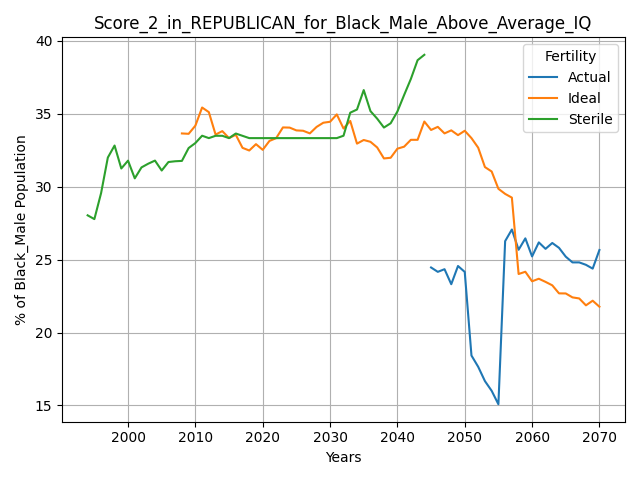 Score_2_in_REPUBLICAN_for_Black_Male_Above_Average_IQ
% of Black_Male Population
40
35
30
25
20
15
Fertility
Actual
Ideal
Sterile
2000 2010 2020 2030 2040 2050 2060 2070
Years